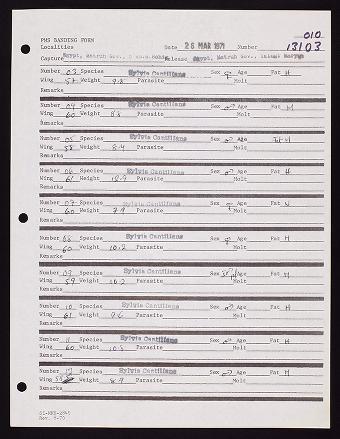 010
PMS BANDING FORM
Localities Date 26 MAR 1971 Number 13103
Capture Egypt, Matruh Gov., Release Egypt, Matruh Gov.,
Number 03 Species Sylvia Cantillans Sex ♀ Age Fat H
Wing 57 Weight 9.8 Parasite Molt
Remarks
Number 04 Species Sylvia Cantillans Sex ♂ Age Fat M
Wing 60 Weight 8.8 Parasite Molt
Remarks
Number 05 Species Sylvia Cantillans Sex ♂ Age Fat M
Wing 58 Weight 8.4 Parasite Molt
Remarks
Number 06 Species Sylvia Cantillans Sex ♂ Age Fat H
Wing 61 Weight 10.9 Parasite Molt
Remarks
Number 07 Species Sylvia Cantillans Sex ♀ Age Fat
Wing 60 Weight 7.9 Parasite Molt
Remarks
Number 08 Species Sylvia Cantillans Sex ♀ Age Fat M
Wing 60 Weight 10.2 Parasite Molt
Remarks
Number 09 Species Sylvia Cantillans Sex Age Fat M
Wing 59 Weight 10.2 Parasite Molt
Remarks
Number 10 Species Sylvia Cantillans Sex ♂ Age Fat H
Wing 61 Weight 9.6 Parasite Molt
Remarks
Number 11 Species Sylvia Cantillans Sex ♂ Age Fat H
Wing 60 Weight 10.5 Parasite Molt
Remarks
Number 12 Species Sylvia Cantillans Sex ♂ Age Fat M
Wing 58 Weight 8.9 Parasite Molt
Remarks
SI-MNH-2845
Rev. 5-70